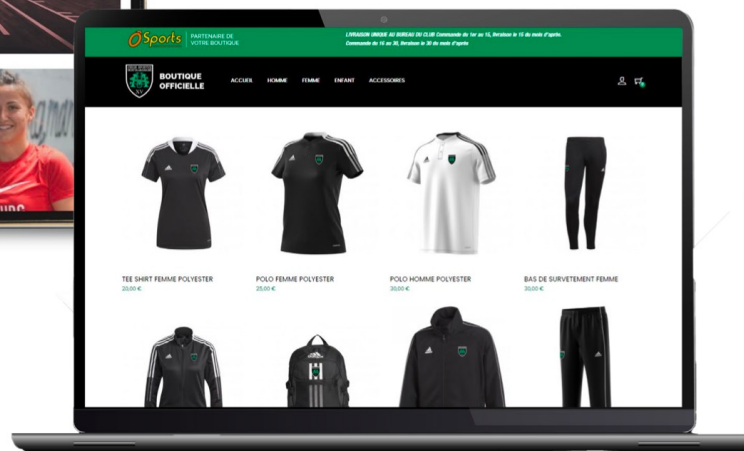 ÔSports
PARTENAIRE DE
VOTRE BOUTIQUE
LIVRAISON UNIQUE AU BUREAU DU CLUB Commande du 1er au 15, livraison le 15 du mois d'après.
Commande du 16 au 30, livraison le 30 du mois d'après
BOUTIQUE
OFFICIELLE
ACCUEIL HOMME FEMME ENFANT ACCESSOIRES
XV
TEE SHIRT FEMME POLYESTER
20,00 €
POLO FEMME POLYESTER
25,00 €
POLO HOMME POLYESTER
30,00 €
BAS DE SURVETEMENT FEMME
30,00 €
adidas